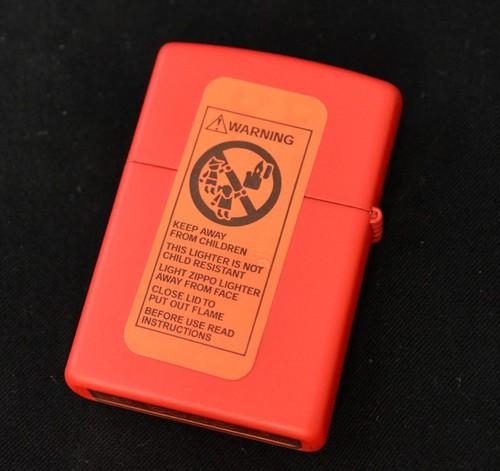 WARNING
KEEP AWAY
FROM CHILDREN
THIS LIGHTER IS NOT
CHILD RESISTANT
LIGHT ZIPPO LIGHTER
AWAY FROM FACE
CLOSE LID TO
PUT OUT FLAME
BEFORE USE READ
INSTRUCTIONS